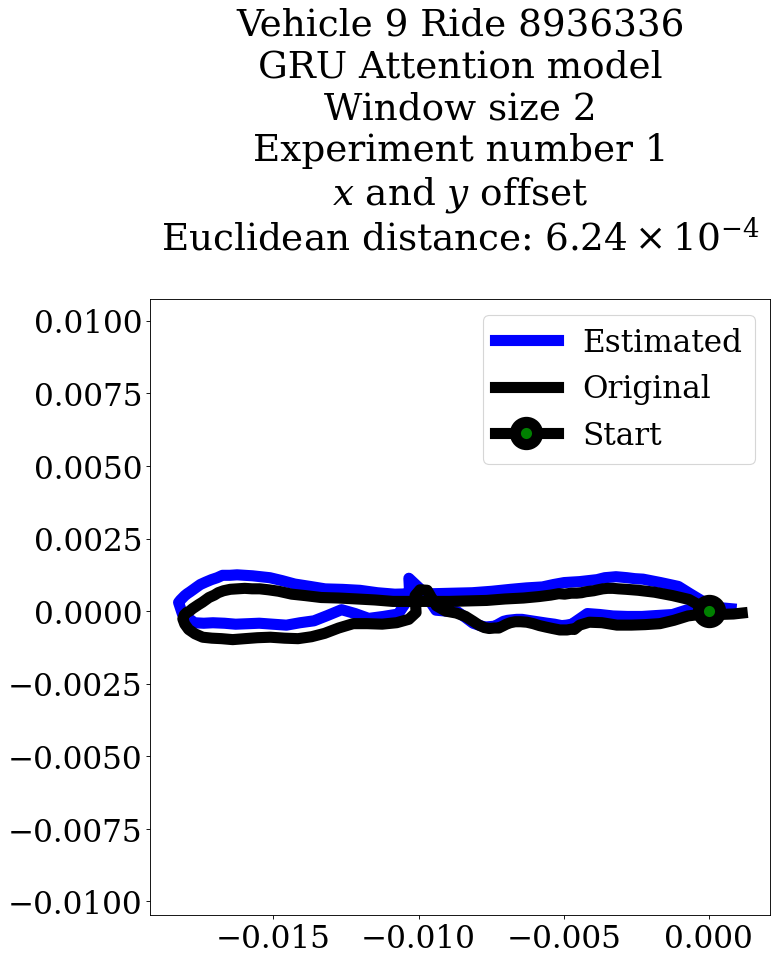 Vehicle 9 Ride 8936336
GRU Attention model
Window size 2
Experiment number 1
x and y offset
Euclidean distance: 6.24 × 10⁻⁴
Estimated
Original
Start
0.0100
0.0075
0.0050
0.0025
0.0000
−0.0025
−0.0050
−0.0075
−0.0100
−0.015 −0.010 −0.005 0.000